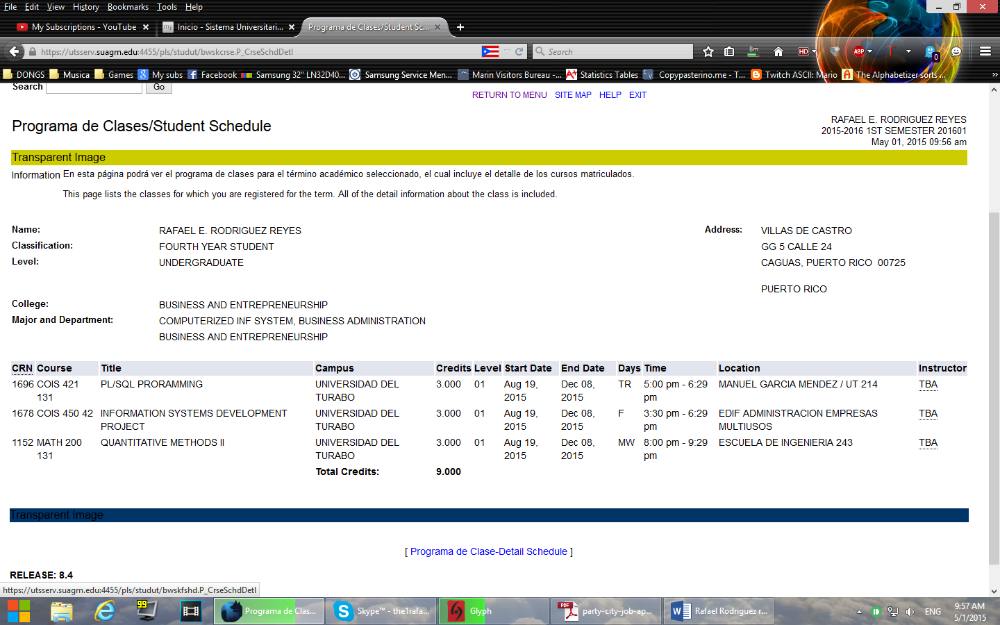 File Edit View History Bookmarks Tools Help
My Subscriptions - YouTube
Inicio - Sistema Universitari...
Programa de Clases/Student Sc...
https://utsserv.suagm.edu:4455/pls/studut/bwskcrse.P_CrseSchdDetl
Search
8m
HD
ABP
0
DONGS Musica Games My subs Facebook Samsung 32" LN32D40... Samsung Service Men... Marin Visitors Bureau -... Statistics Tables Copypasterino.me - T... Twitch ASCII: Mario The Alphabetizer sorts ...
Search Go
RETURN TO MENU SITE MAP HELP EXIT
Programa de Clases/Student Schedule
RAFAEL E. RODRIGUEZ REYES
2015-2016 1ST SEMESTER 201601
May 01, 2015 09:56 am
Transparent Image
Information En esta página podrá ver el programa de clases para el término académico seleccionado, el cual incluye el detalle de los cursos matriculados.
This page lists the classes for which you are registered for the term. All of the detail information about the class is included.
Name: RAFAEL E. RODRIGUEZ REYES Address: VILLAS DE CASTRO
Classification: FOURTH YEAR STUDENT GG 5 CALLE 24
Level: UNDERGRADUATE CAGUAS, PUERTO RICO 00725
PUERTO RICO
College: BUSINESS AND ENTREPRENEURSHIP
Major and Department: COMPUTERIZED INF SYSTEM, BUSINESS ADMINISTRATION
BUSINESS AND ENTREPRENEURSHIP
CRN Course Title Campus Credits Level Start Date End Date Days Time Location Instructor
1696 COIS 421 PL/SQL PRORAMMING UNIVERSIDAD DEL 3.000 01 Aug 19, Dec 08, TR 5:00 pm - 6:29 MANUEL GARCIA MENDEZ / UT 214 TBA
131 TURABO 2015 2015 pm
1678 COIS 450 42 INFORMATION SYSTEMS DEVELOPMENT UNIVERSIDAD DEL 3.000 01 Aug 19, Dec 08, F 3:30 pm - 6:29 EDIF ADMINISTRACION EMPRESAS TBA
PROJECT TURABO 2015 2015 pm MULTIUSOS
1152 MATH 200 QUANTITATIVE METHODS II UNIVERSIDAD DEL 3.000 01 Aug 19, Dec 08, MW 8:00 pm - 9:29 ESCUELA DE INGENIERIA 243 TBA
131 TURABO 2015 2015 pm
Total Credits: 9.000
Transparent Image
[ Programa de Clase-Detail Schedule ]
RELEASE: 8.4
https://utsserv.suagm.edu:4455/pls/studut/bwskfshd.P_CrseSchdDetl
99
Programa de Clas...
Skype™ - the1rafa...
Glyph
PDF
party-city-job-ap...
Rafael Rodriguez r...
ENG
9:57 AM
5/1/2015